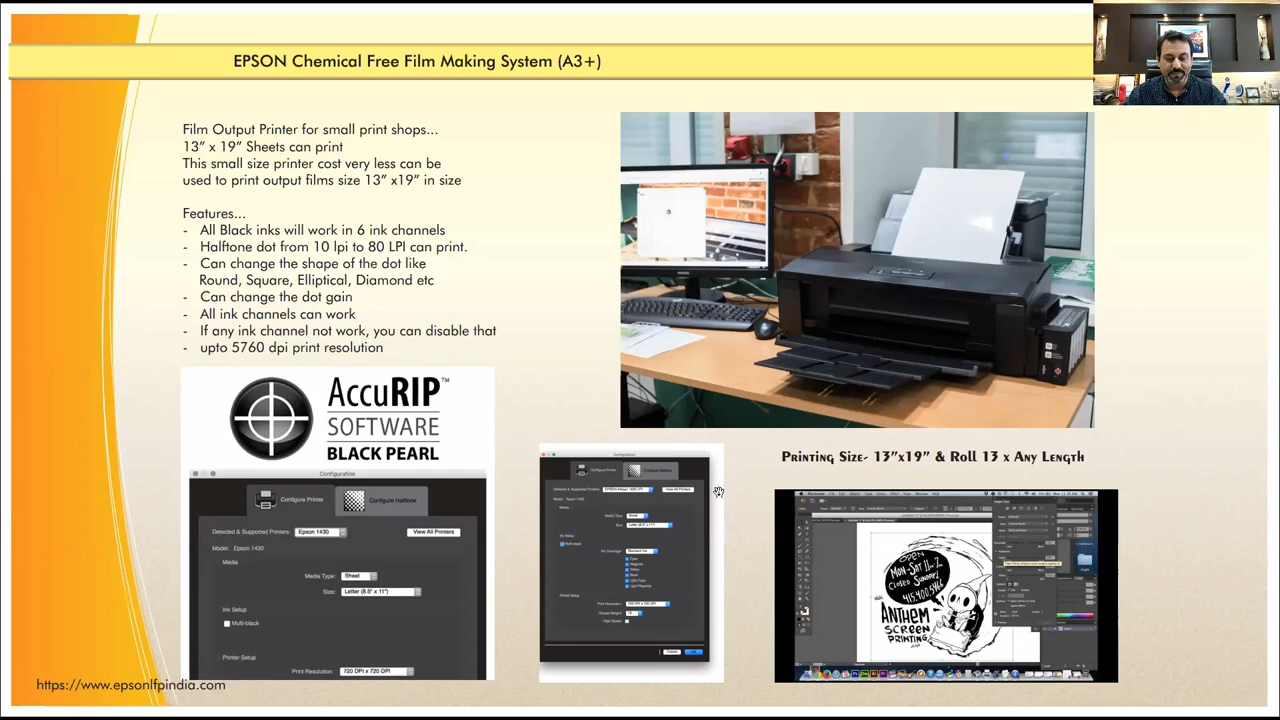 EPSON Chemical Free Film Making System (A3+)
Film Output Printer for small print shops...
13” x 19” Sheets can print
This small size printer cost very less can be
used to print output films size 13” x19” in size
Features...
- All Black inks will work in 6 ink channels
- Halftone dot from 10 lpi to 80 LPI can print.
- Can change the shape of the dot like
Round, Square, Elliptical, Diamond etc
- Can change the dot gain
- All ink channels can work
- If any ink channel not work, you can disable that
- upto 5760 dpi print resolution
AccuRIP™
SOFTWARE
BLACK PEARL
Configuration
Configure Printer
Configure Halftone
Detected & Supported Printers: Epson 1430 View All Printers
Model: Epson 1430
Media
Media Type: Sheet
Size: Letter (8.5" x 11")
Ink Setup
Multi-black
Printer Setup
Print Resolution: 720 DPI x 720 DPI
https://www.epsonlfpindia.com
Configuration
Configure Printer
Configure Halftone
Printing Size- 13”x19” & Roll 13 x Any Length
OPEN
MON-SAT
CLOSED SUNDAY
ANTHEM
SCREEN
PRINTING